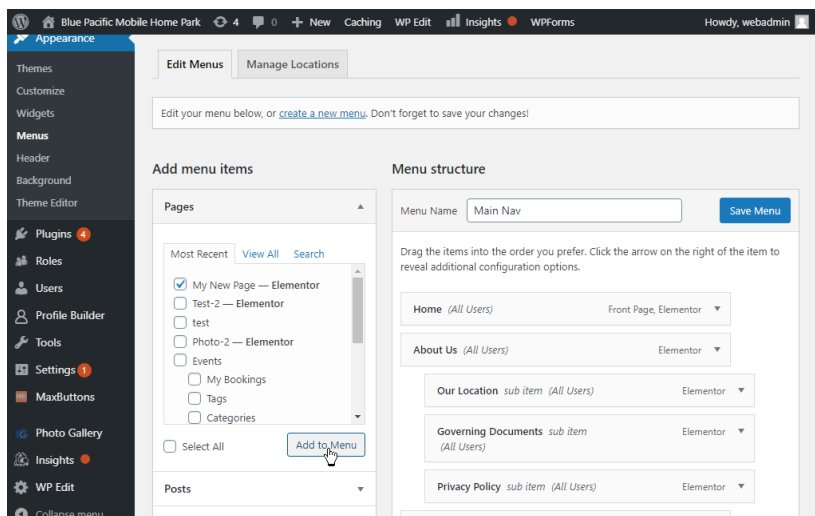 Blue Pacific Mobile Home Park 4 0 + New Caching WP Edit Insights WPForms Howdy, webadmin
Appearance
Themes
Customize
Widgets
Menus
Header
Background
Theme Editor
Plugins 4
Roles
Users
Profile Builder
Tools
Settings 1
MaxButtons
Photo Gallery
Insights
WP Edit
Collapse menu
Edit Menus Manage Locations
Edit your menu below, or create a new menu. Don't forget to save your changes!
Add menu items
Pages
Most Recent View All Search
My New Page — Elementor
Test-2 — Elementor
test
Photo-2 — Elementor
Events
My Bookings
Tags
Categories
Select All Add to Menu
Posts
Menu structure
Menu Name Main Nav Save Menu
Drag the items into the order you prefer. Click the arrow on the right of the item to
reveal additional configuration options.
Home (All Users) Front Page, Elementor
About Us (All Users) Elementor
Our Location sub item (All Users) Elementor
Governing Documents sub item Elementor
(All Users)
Privacy Policy sub item (All Users) Elementor